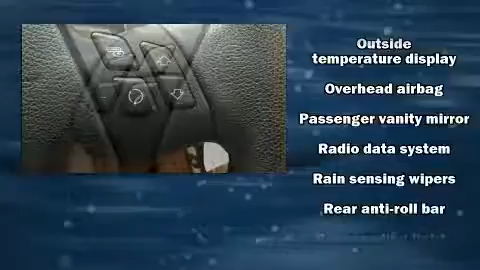 Outside
temperature display
Overhead airbag
Passenger vanity mirror
Radio data system
Rain sensing wipers
Rear anti-roll bar